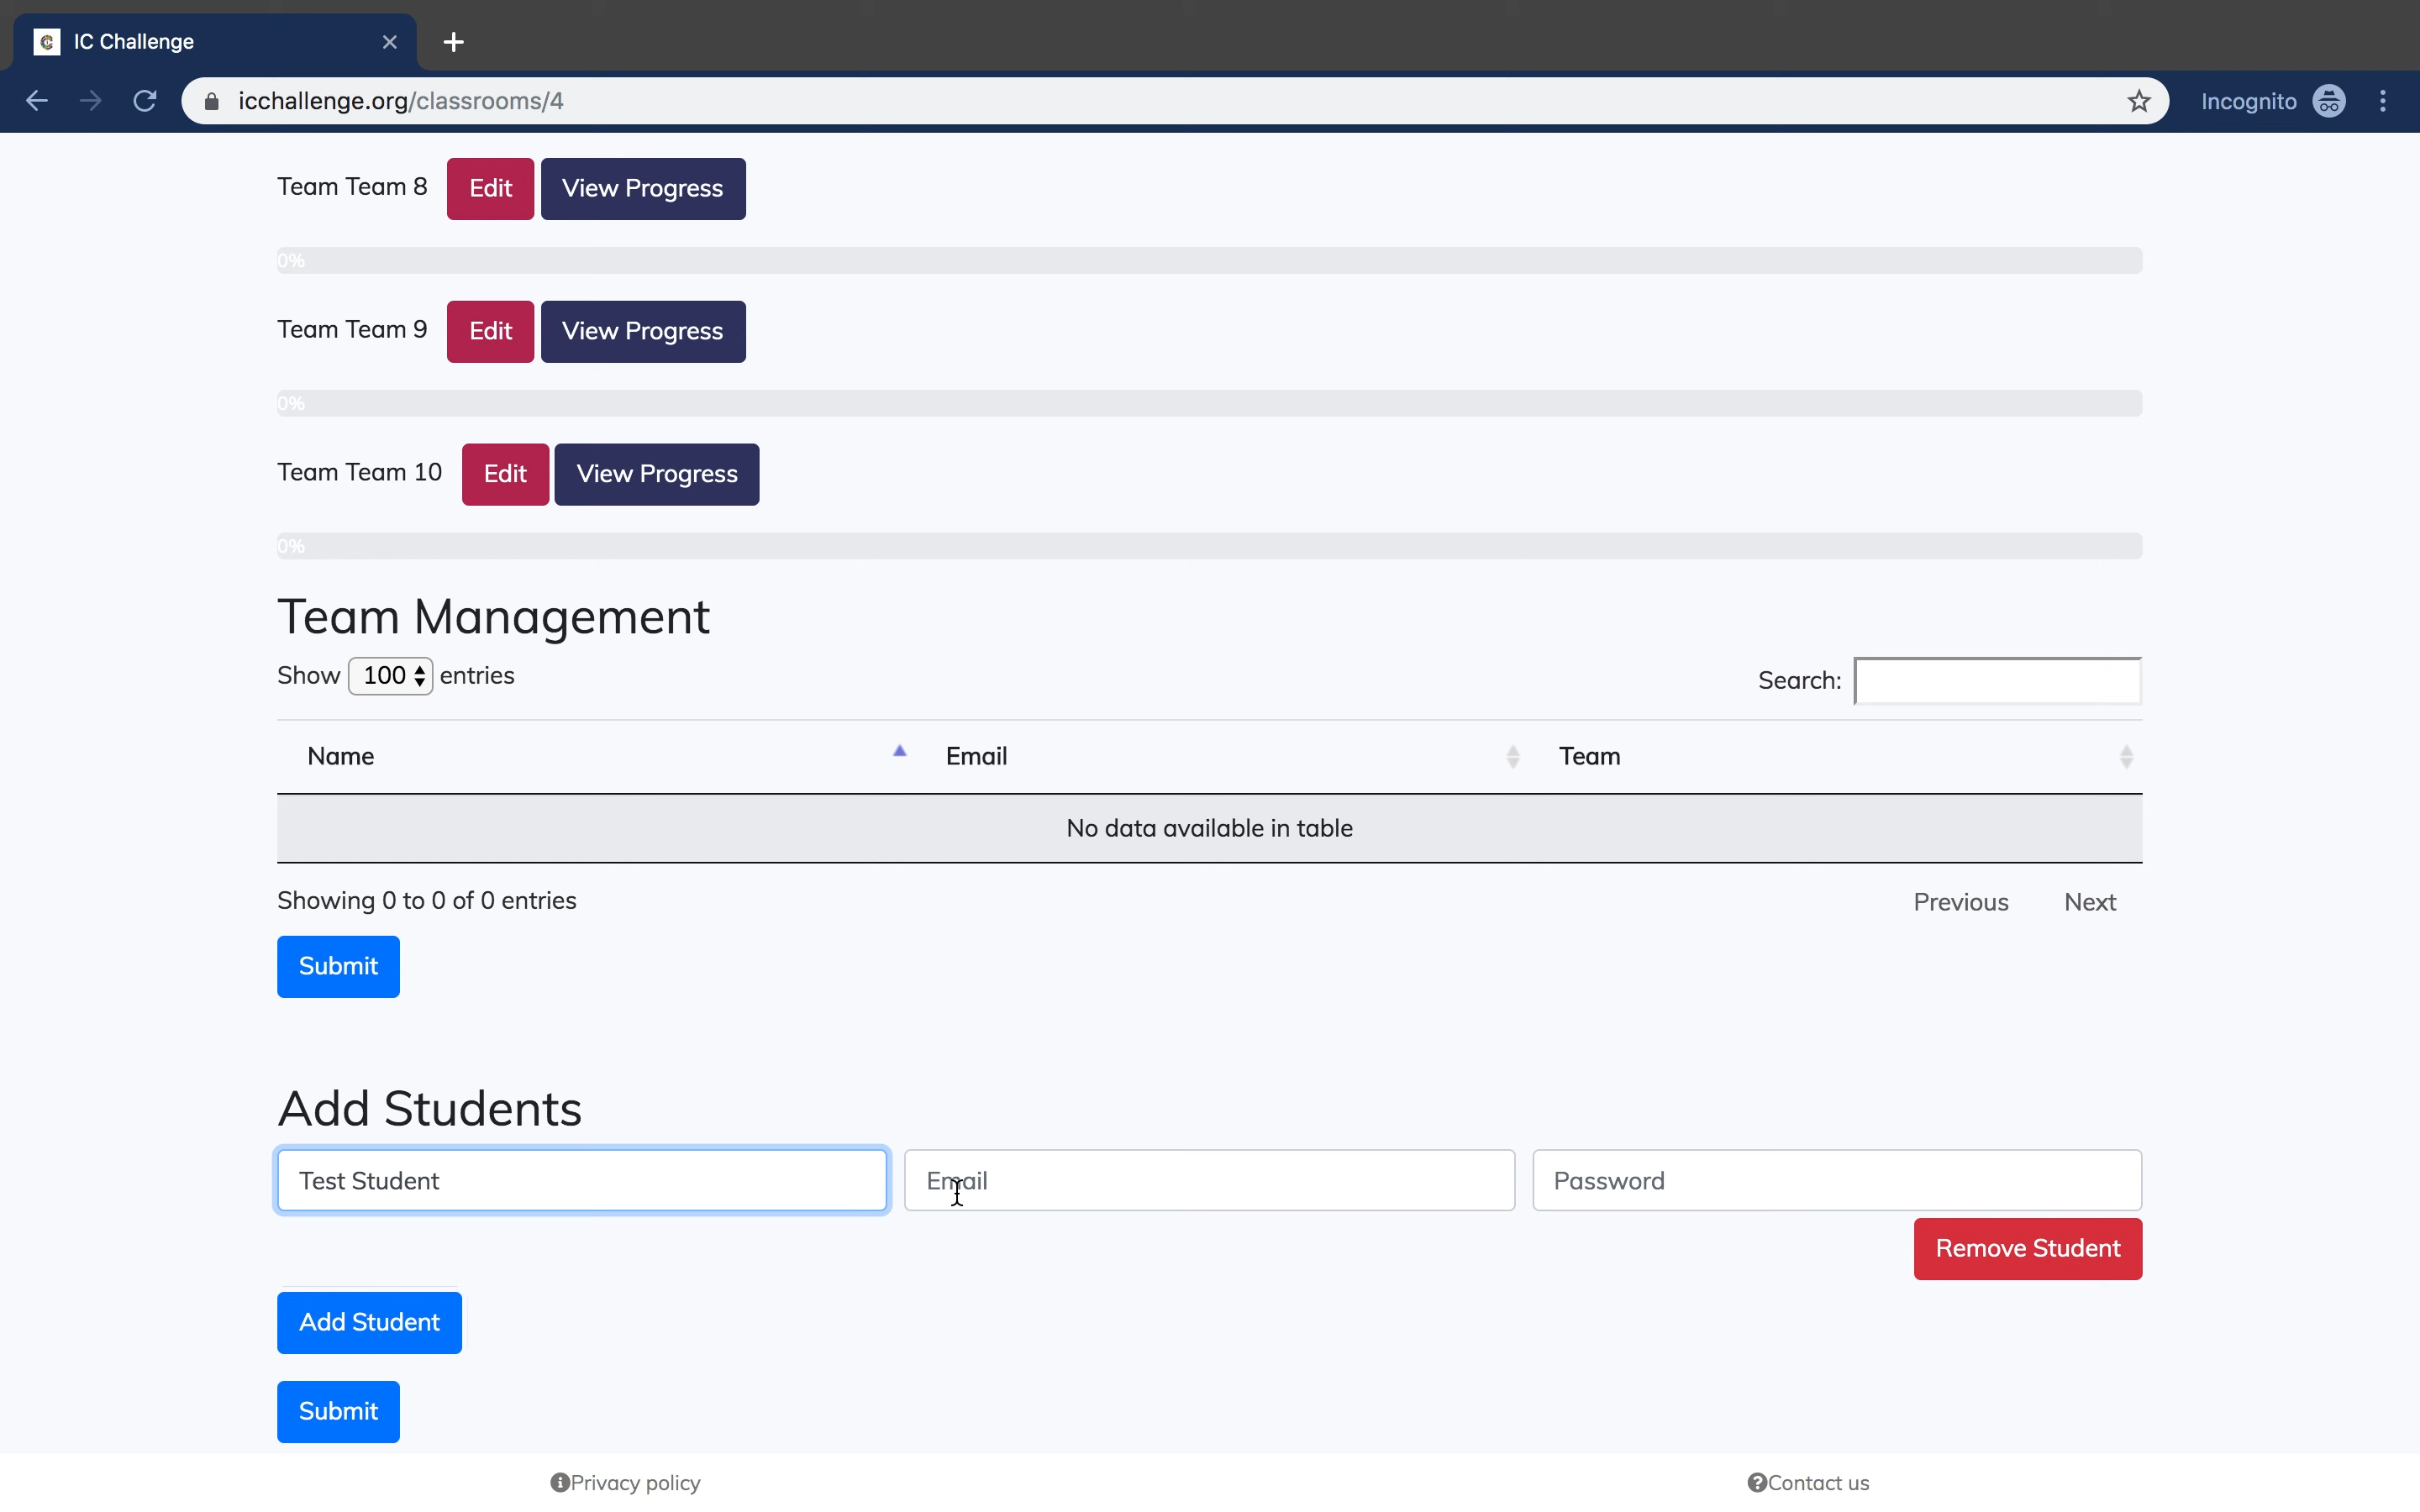 IC Challenge
icchallenge.org/classrooms/4
Incognito
Team Team 8 Edit View Progress
0%
Team Team 9 Edit View Progress
0%
Team Team 10 Edit View Progress
0%
Team Management
Show 100 entries Search:
Name Email Team
No data available in table
Showing 0 to 0 of 0 entries Previous Next
Submit
Add Students
Test Student Email Password
Remove Student
Add Student
Submit
Privacy policy Contact us